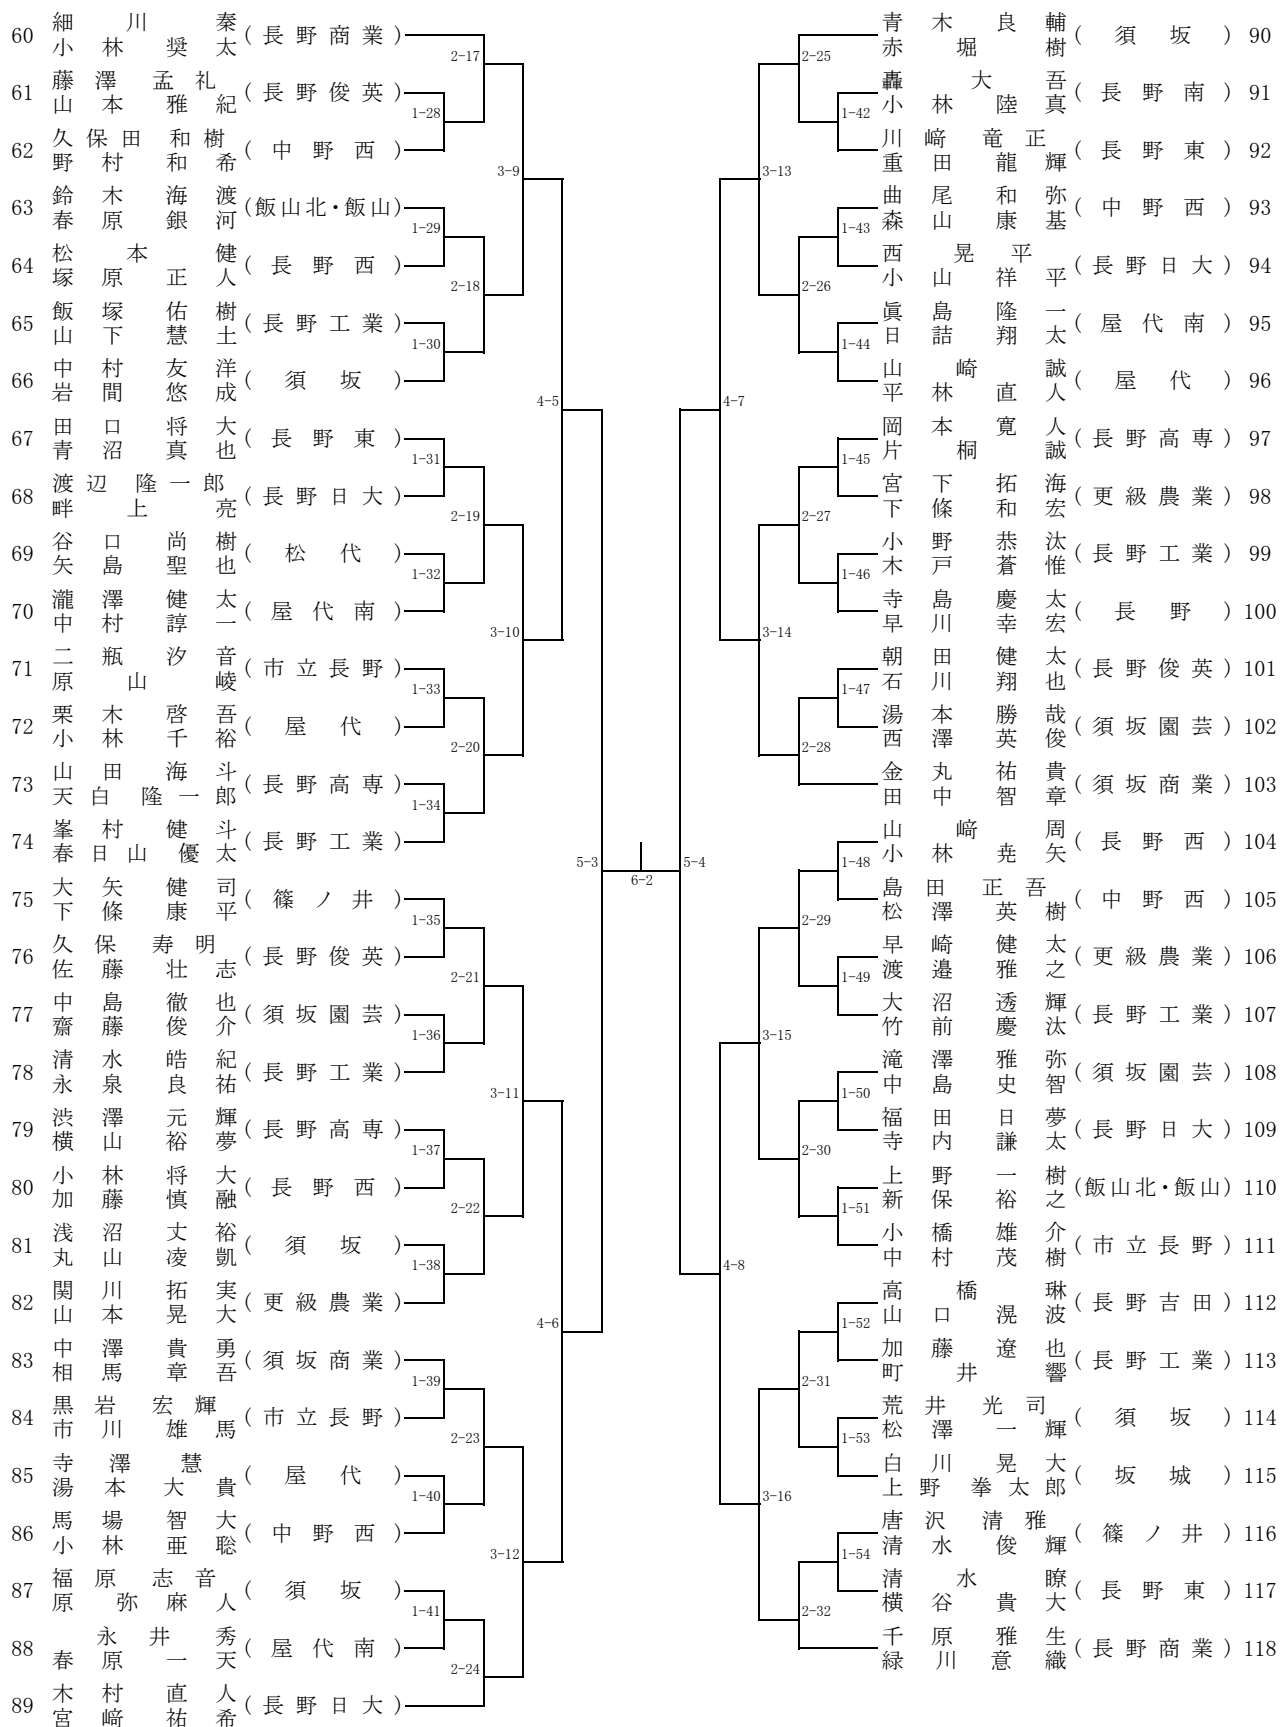 60 細川秦 小林奨太 (長野商業)
61 藤澤孟礼 山本雅紀 (長野俊英)
62 久保田和樹 野村和希 (中野西)
63 鈴木海渡 春原銀河 (飯山北・飯山)
64 松本健 塚原正人 (長野西)
65 飯塚佑樹 山下慧士 (長野工業)
66 中村友洋 岩間悠成 (須坂)
67 田口将大 青沼真也 (長野東)
68 渡辺隆一郎 畔上亮 (長野日大)
69 谷口尚樹 矢島聖也 (松代)
70 瀧澤健太 中村諄一 (屋代南)
71 二瓶汐音 原山崚 (市立長野)
72 栗木啓吾 小林千裕 (屋代)
73 山田海斗 天白隆一郎 (長野高専)
74 峯村健斗 春日山優太 (長野工業)
75 大矢健司 下條康平 (篠ノ井)
76 久保寿明 佐藤壮志 (長野俊英)
77 中島徹也 齋藤俊介 (須坂園芸)
78 清水皓紀 永泉良祐 (長野工業)
79 渋澤元輝 横山裕夢 (長野高専)
80 小林将大 加藤慎融 (長野西)
81 浅沼丈裕 丸山凌凱 (須坂)
82 関川拓実 山本晃大 (更級農業)
83 中澤貴勇 相馬章吾 (須坂商業)
84 黒岩宏輝 市川雄馬 (市立長野)
85 寺澤慧 湯本大貴 (屋代)
86 馬場智大 小林亜聡 (中野西)
87 福原志音 原弥麻人 (須坂)
88 永井秀 春原一天 (屋代南)
89 木村直人 宮﨑祐希 (長野日大)
2-17
1-28
3-9
1-29
2-18
1-30
4-5
1-31
2-19
1-32
3-10
1-33
2-20
1-34
5-3
1-35
2-21
1-36
3-11
1-37
2-22
1-38
4-6
1-39
2-23
1-40
3-12
1-41
2-24
6-2
2-25
1-42
3-13
1-43
2-26
1-44
4-7
1-45
2-27
1-46
3-14
1-47
2-28
5-4
1-48
2-29
1-49
3-15
1-50
2-30
1-51
4-8
1-52
2-31
1-53
3-16
1-54
2-32
青木良輔 赤堀樹 (須坂) 90
轟大吾 小林陸真 (長野南) 91
川﨑竜正 重田龍輝 (長野東) 92
曲尾和弥 森山康基 (中野西) 93
西晃平 小山祥平 (長野日大) 94
眞島隆一 日詰翔太 (屋代南) 95
山崎誠 平林直人 (屋代) 96
岡本寛人 片桐誠 (長野高専) 97
宮下拓海 下條和宏 (更級農業) 98
小野恭汰 木戸蒼惟 (長野工業) 99
寺島慶太 早川幸宏 (長野) 100
朝田健太 石川翔也 (長野俊英) 101
湯本勝哉 西澤英俊 (須坂園芸) 102
金丸祐貴 田中智章 (須坂商業) 103
山﨑周 小林尭矢 (長野西) 104
島田正吾 松澤英樹 (中野西) 105
早崎健太 渡邉雅之 (更級農業) 106
大沼透輝 竹前慶汰 (長野工業) 107
滝澤雅弥 中島史智 (須坂園芸) 108
福田日夢 寺内謙太 (長野日大) 109
上野一樹 新保裕之 (飯山北・飯山) 110
小橋雄介 中村茂樹 (市立長野) 111
高橋琳 山口滉波 (長野吉田) 112
加藤遼也 町井響 (長野工業) 113
荒井光司 松澤一輝 (須坂) 114
白川晃大 上野拳太郎 (坂城) 115
唐沢清雅 清水俊輝 (篠ノ井) 116
清水瞭 横谷貴大 (長野東) 117
千原雅生 緑川意織 (長野商業) 118